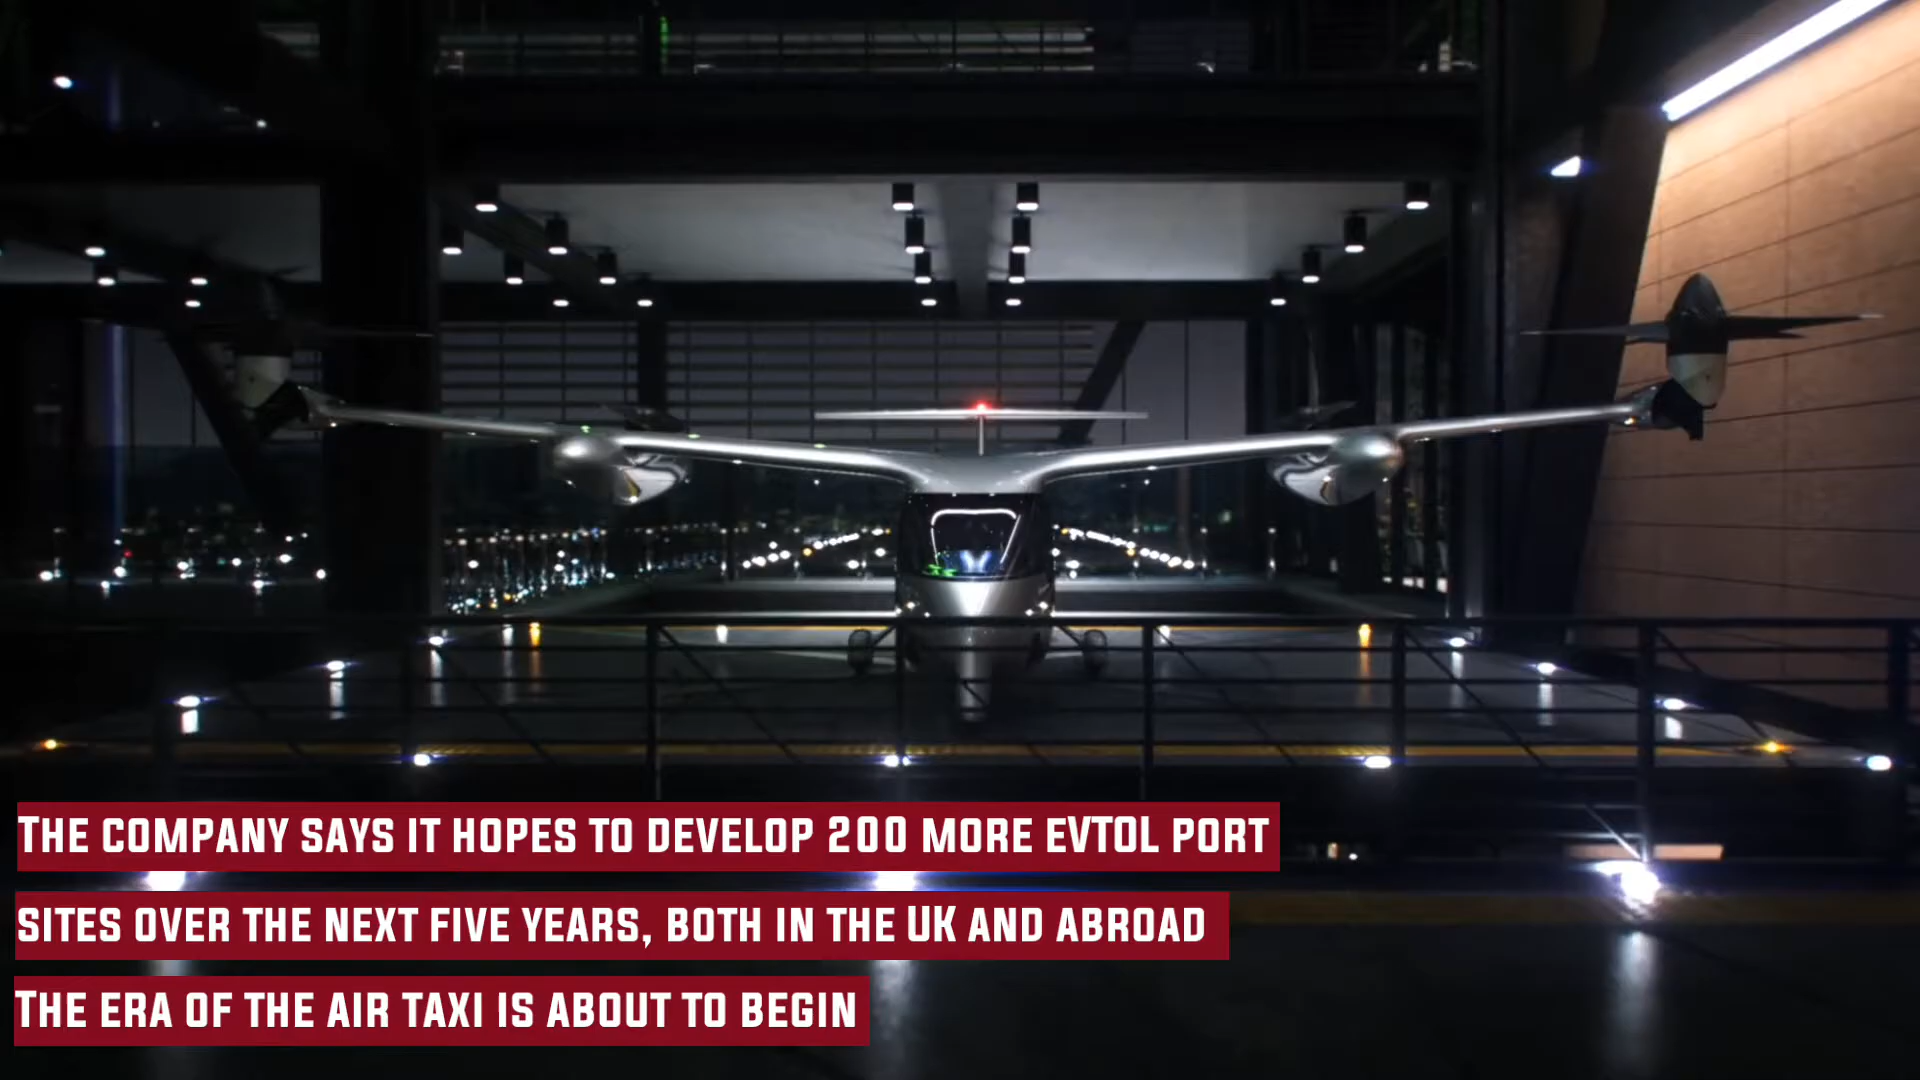 The company says it hopes to develop 200 more eVTOL port
sites over the next five years, both in the UK and abroad
The era of the air taxi is about to begin